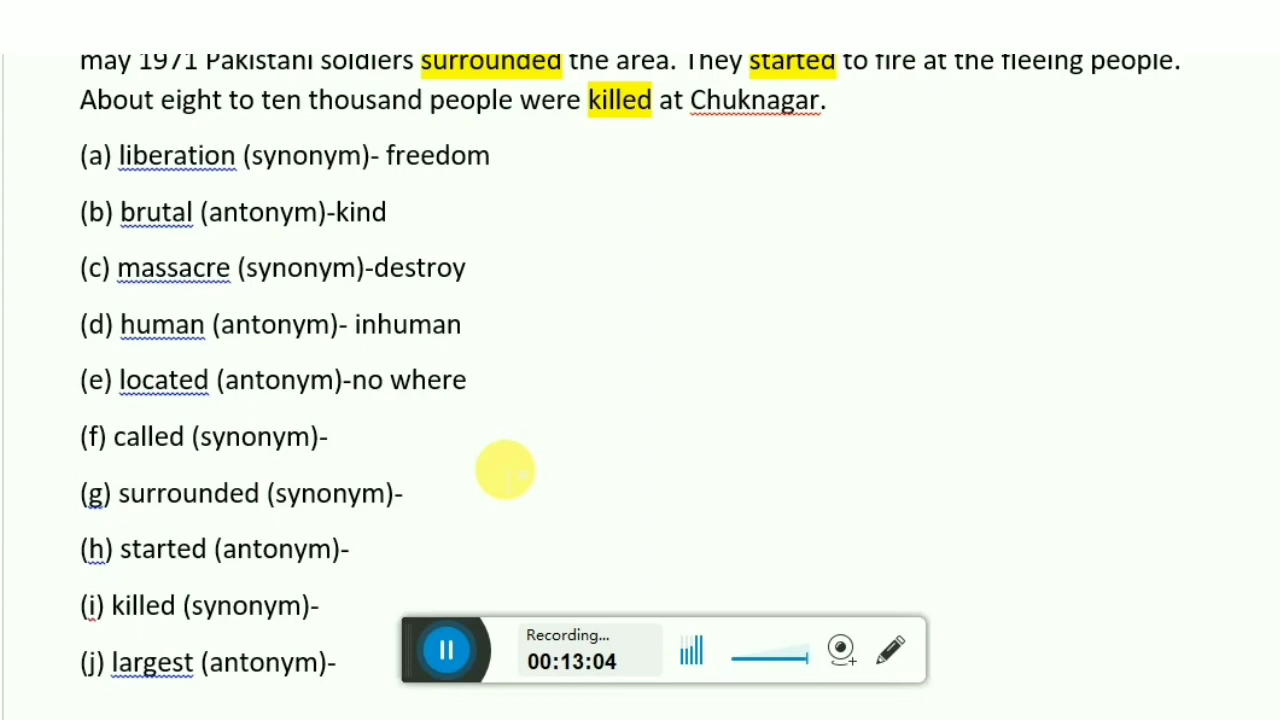 may 1971 Pakistani soldiers surrounded the area. They started to fire at the fleeing people.
About eight to ten thousand people were killed at Chuknagar.
(a) liberation (synonym)- freedom
(b) brutal (antonym)-kind
(c) massacre (synonym)-destroy
(d) human (antonym)- inhuman
(e) located (antonym)-no where
(f) called (synonym)-
(g) surrounded (synonym)-
(h) started (antonym)-
(i) killed (synonym)-
(j) largest (antonym)-
Recording...
00:13:04